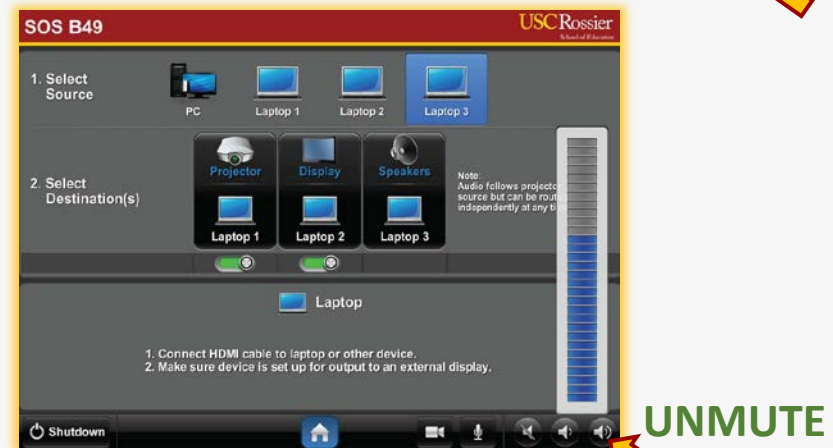 SOS B49
USC Rossier
School of Education
1. Select
Source
PC
Laptop 1
Laptop 2
Laptop 3
2. Select
Destination(s)
Projector
Display
Speakers
Laptop 1
Laptop 2
Laptop 3
Note:
Audio follows projecto
source but can be rout
independently at any ti
Laptop
1. Connect HDMI cable to laptop or other device.
2. Make sure device is set up for output to an external display.
Shutdown
UNMUTE